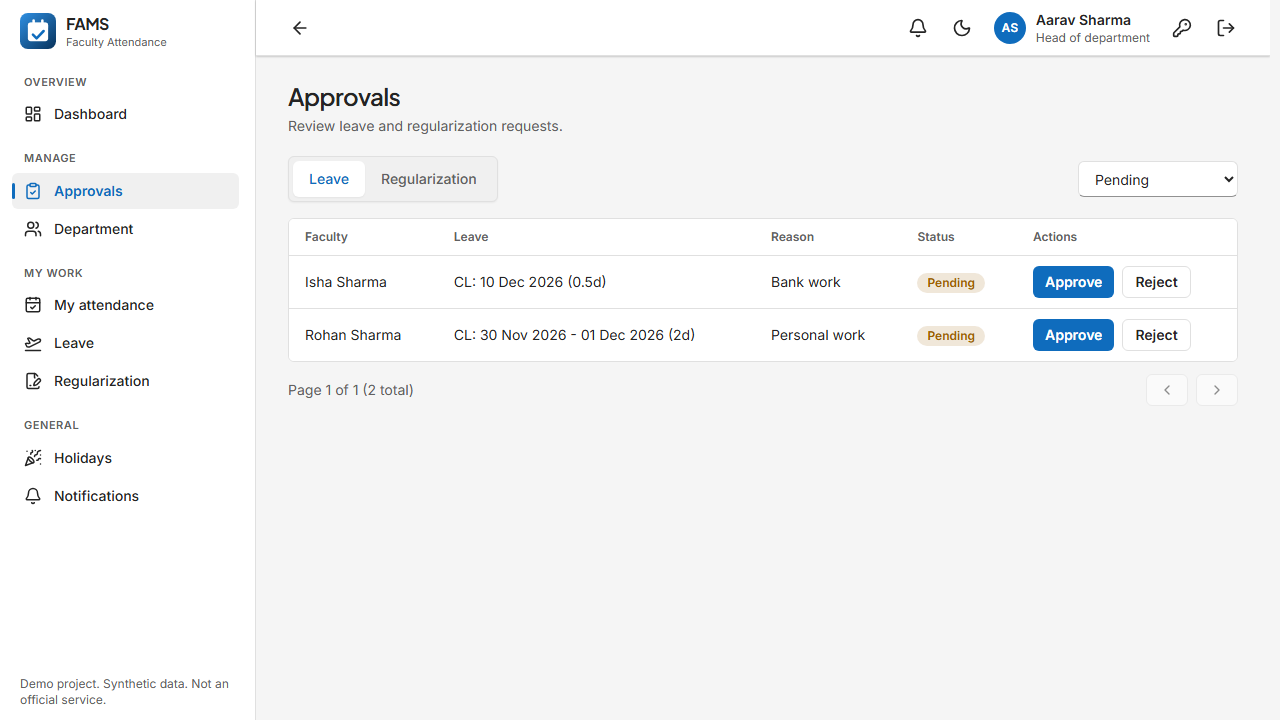 FAMS
Faculty Attendance
OVERVIEW
Dashboard
MANAGE
Approvals
Department
MY WORK
My attendance
Leave
Regularization
GENERAL
Holidays
Notifications
Demo project. Synthetic data. Not an
official service.
AS
Aarav Sharma
Head of department
Approvals
Review leave and regularization requests.
Leave Regularization
Pending
Faculty Leave Reason Status Actions
Isha Sharma CL: 10 Dec 2026 (0.5d) Bank work Pending Approve Reject
Rohan Sharma CL: 30 Nov 2026 - 01 Dec 2026 (2d) Personal work Pending Approve Reject
Page 1 of 1 (2 total)